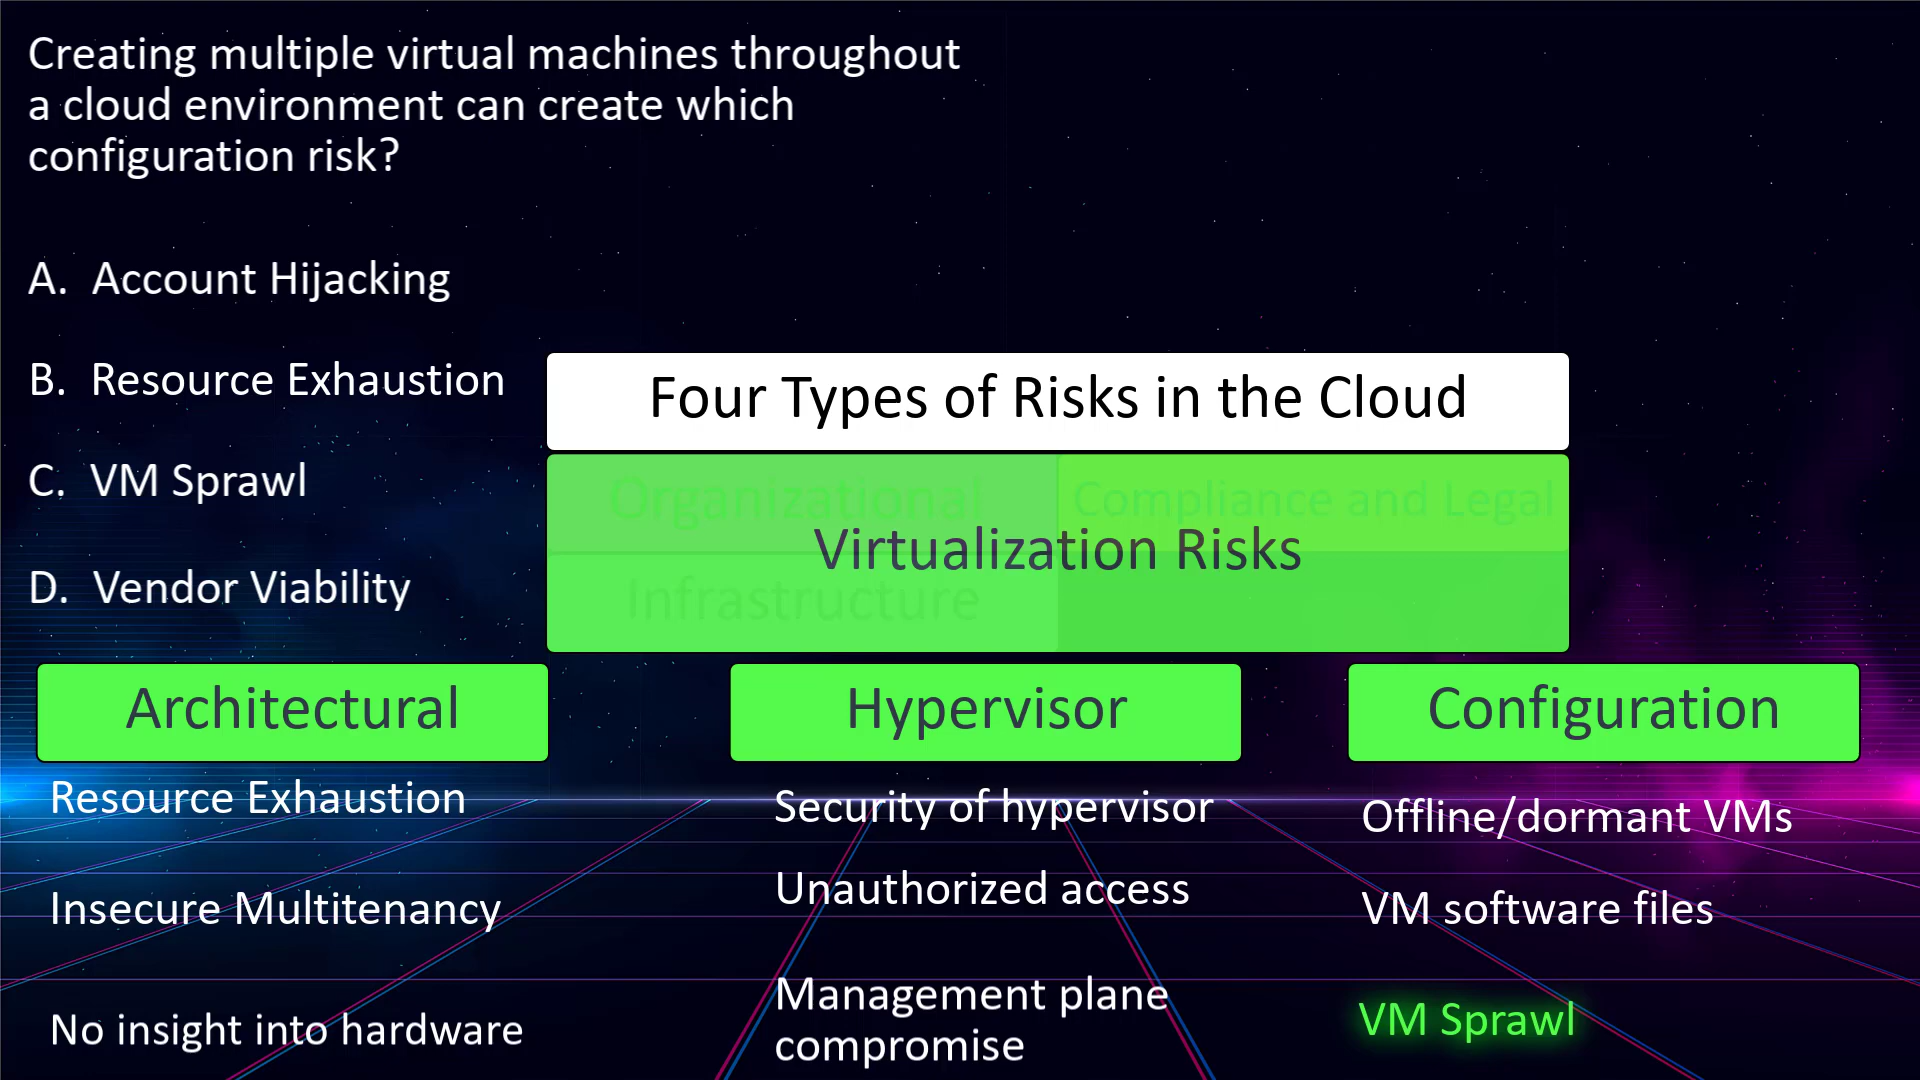 Creating multiple virtual machines throughout
a cloud environment can create which
configuration risk?
A. Account Hijacking
B. Resource Exhaustion
C. VM Sprawl
D. Vendor Viability
Four Types of Risks in the Cloud
Organizational
Compliance and Legal
Virtualization Risks
Infrastructure
Architectural
Resource Exhaustion
Insecure Multitenancy
No insight into hardware
Hypervisor
Security of hypervisor
Unauthorized access
Management plane
compromise
Configuration
Offline/dormant VMs
VM software files
VM Sprawl